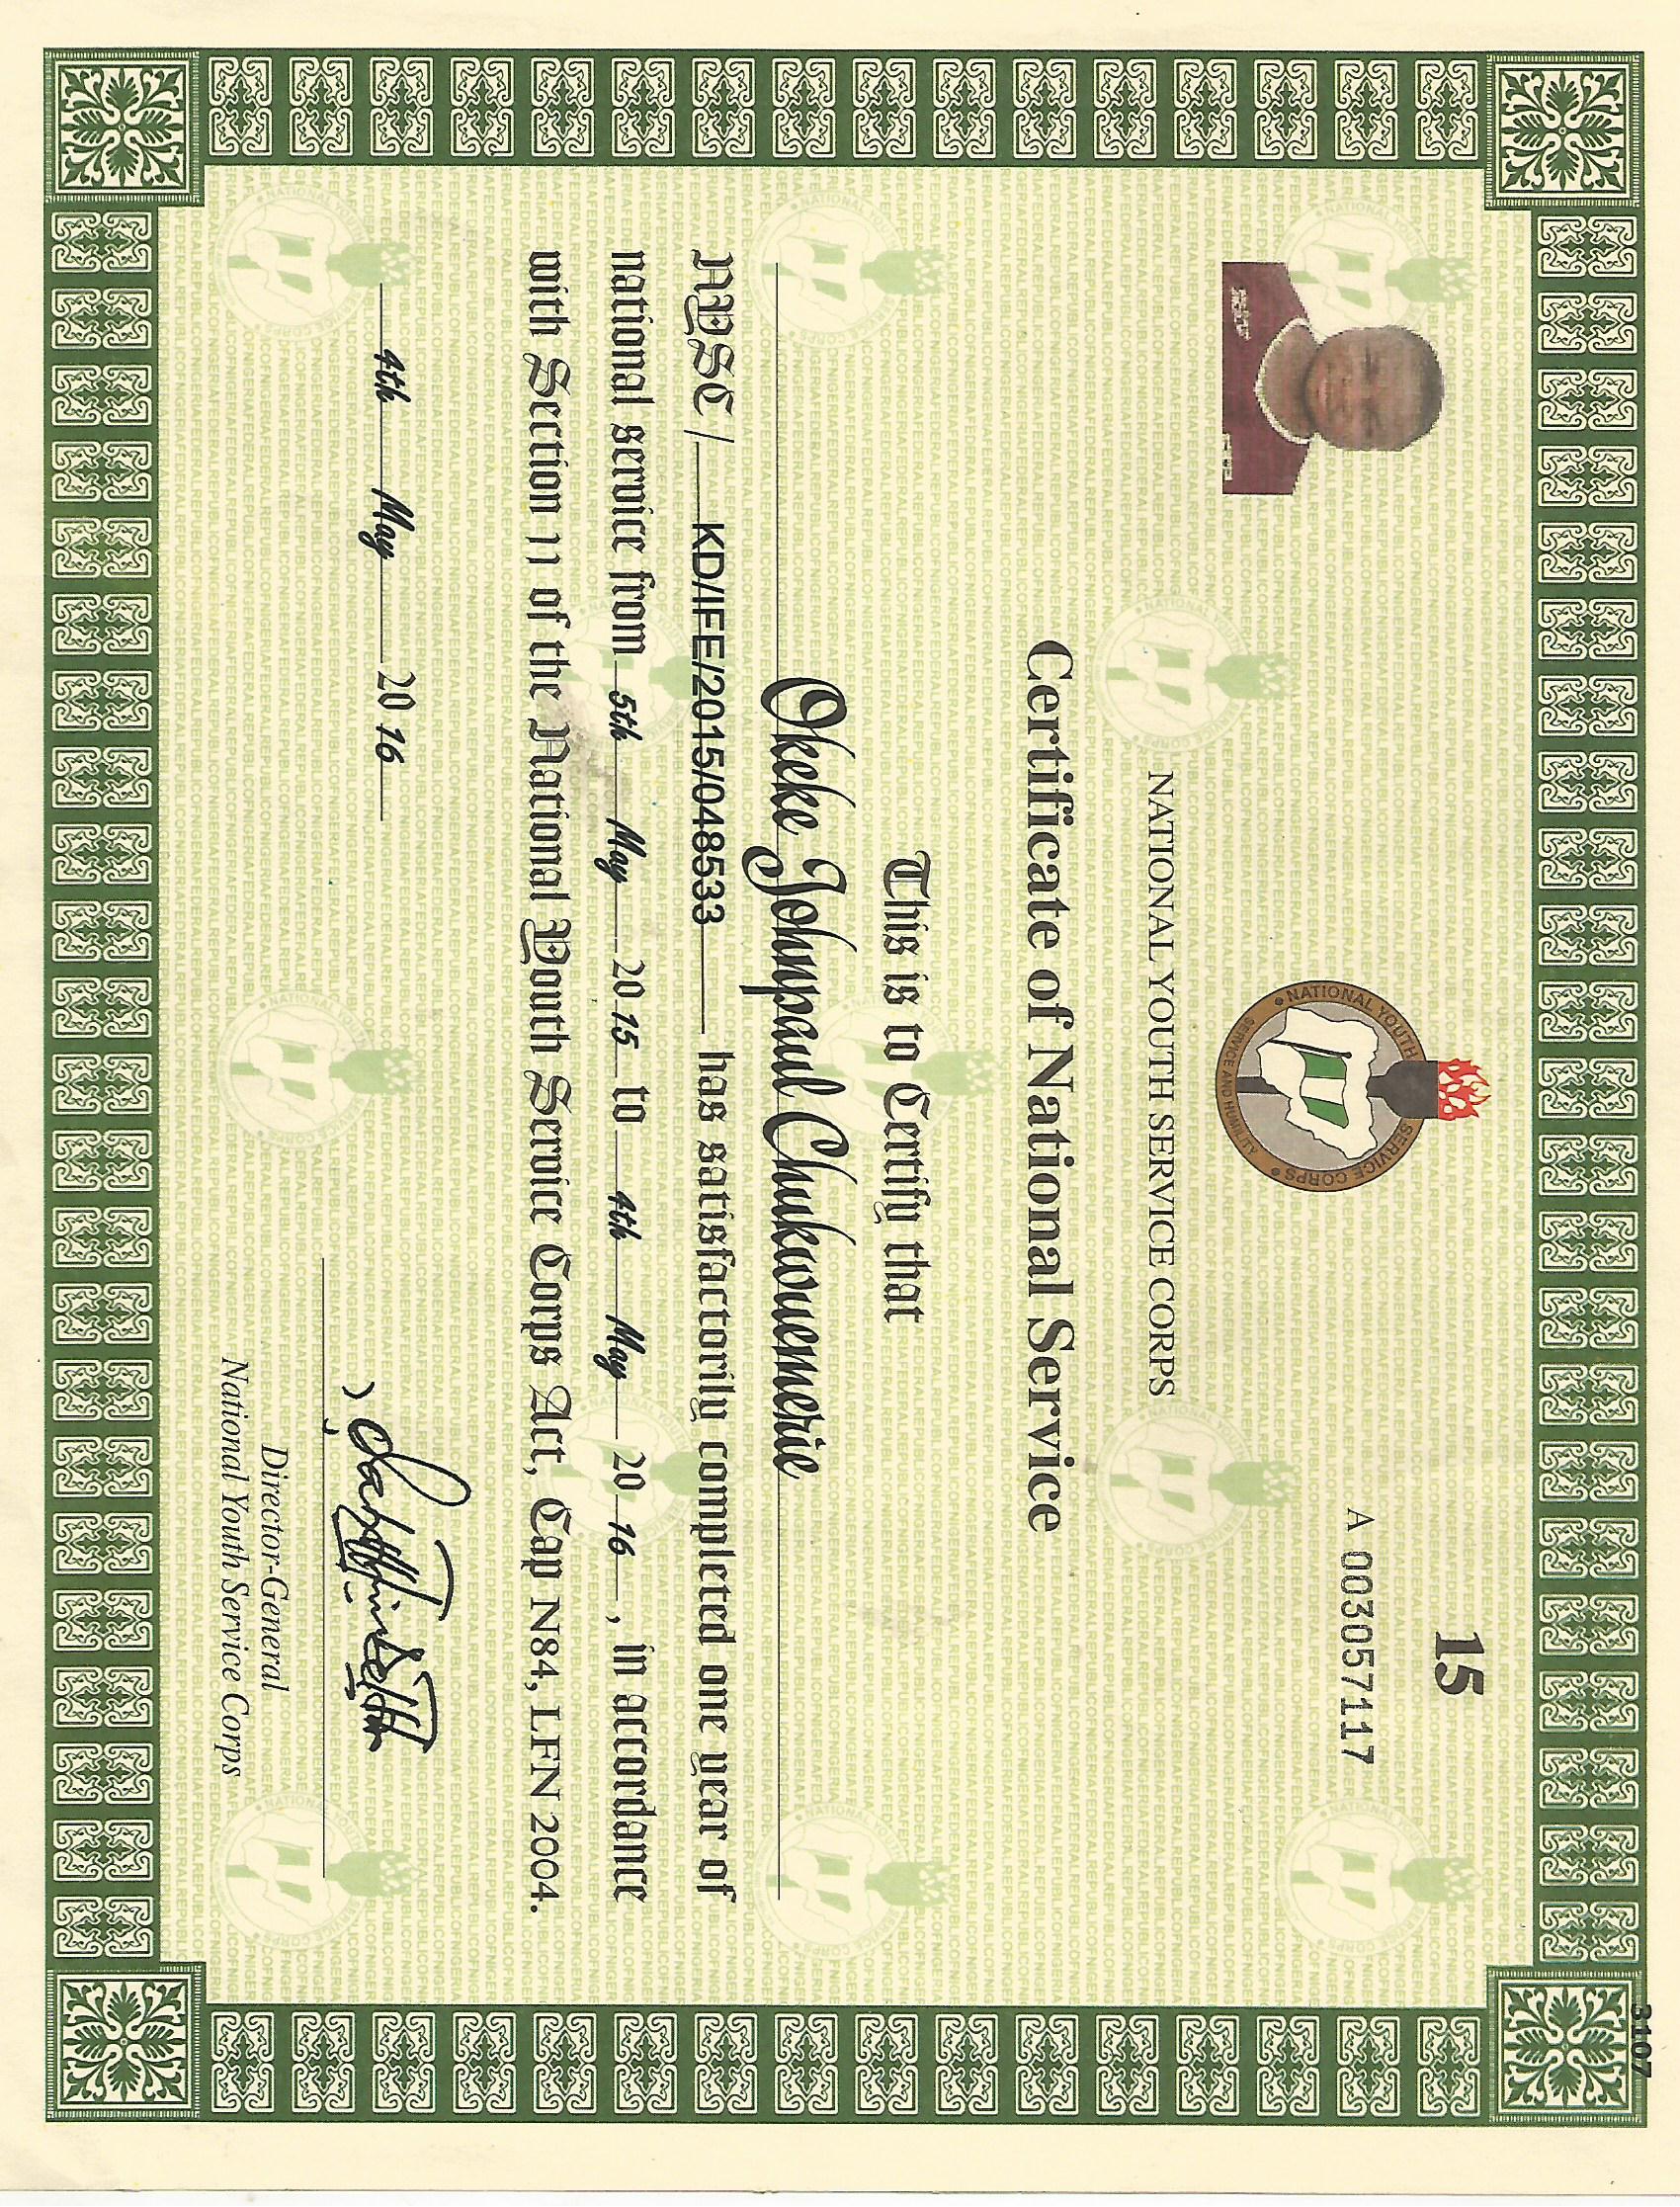 15
A 003057117
NATIONAL YOUTH SERVICE CORPS
SERVICE AND HUMILITY
NATIONAL YOUTH SERVICE CORPS
Certificate of National Service
This is to Certify that
Okeke Johnpaul Chukwuemerie
NYSC / KD/IFE/2015/048533 has satisfactorily completed one year of
national service from 5th May 2015 to 4th May 2016, in accordance
with Section 11 of the National Youth Service Corps Act, Cap N84, LFN 2004.
4th May 2016
Director-General
National Youth Service Corps
3107